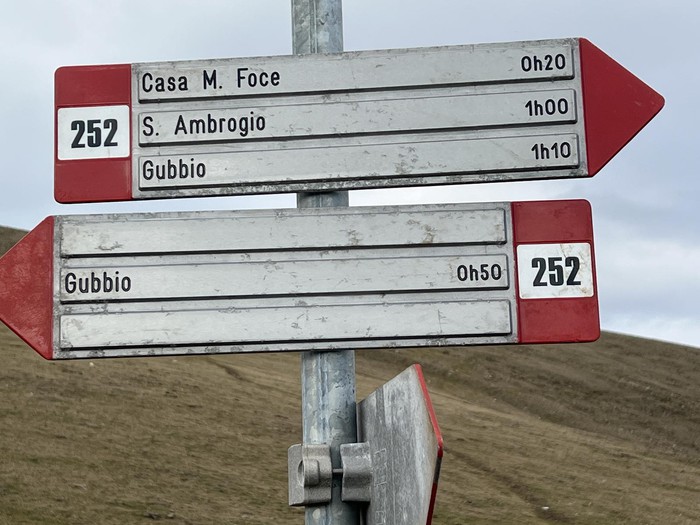 252
Casa M. Foce 0h20
S. Ambrogio 1h00
Gubbio 1h10
Gubbio 0h50
252